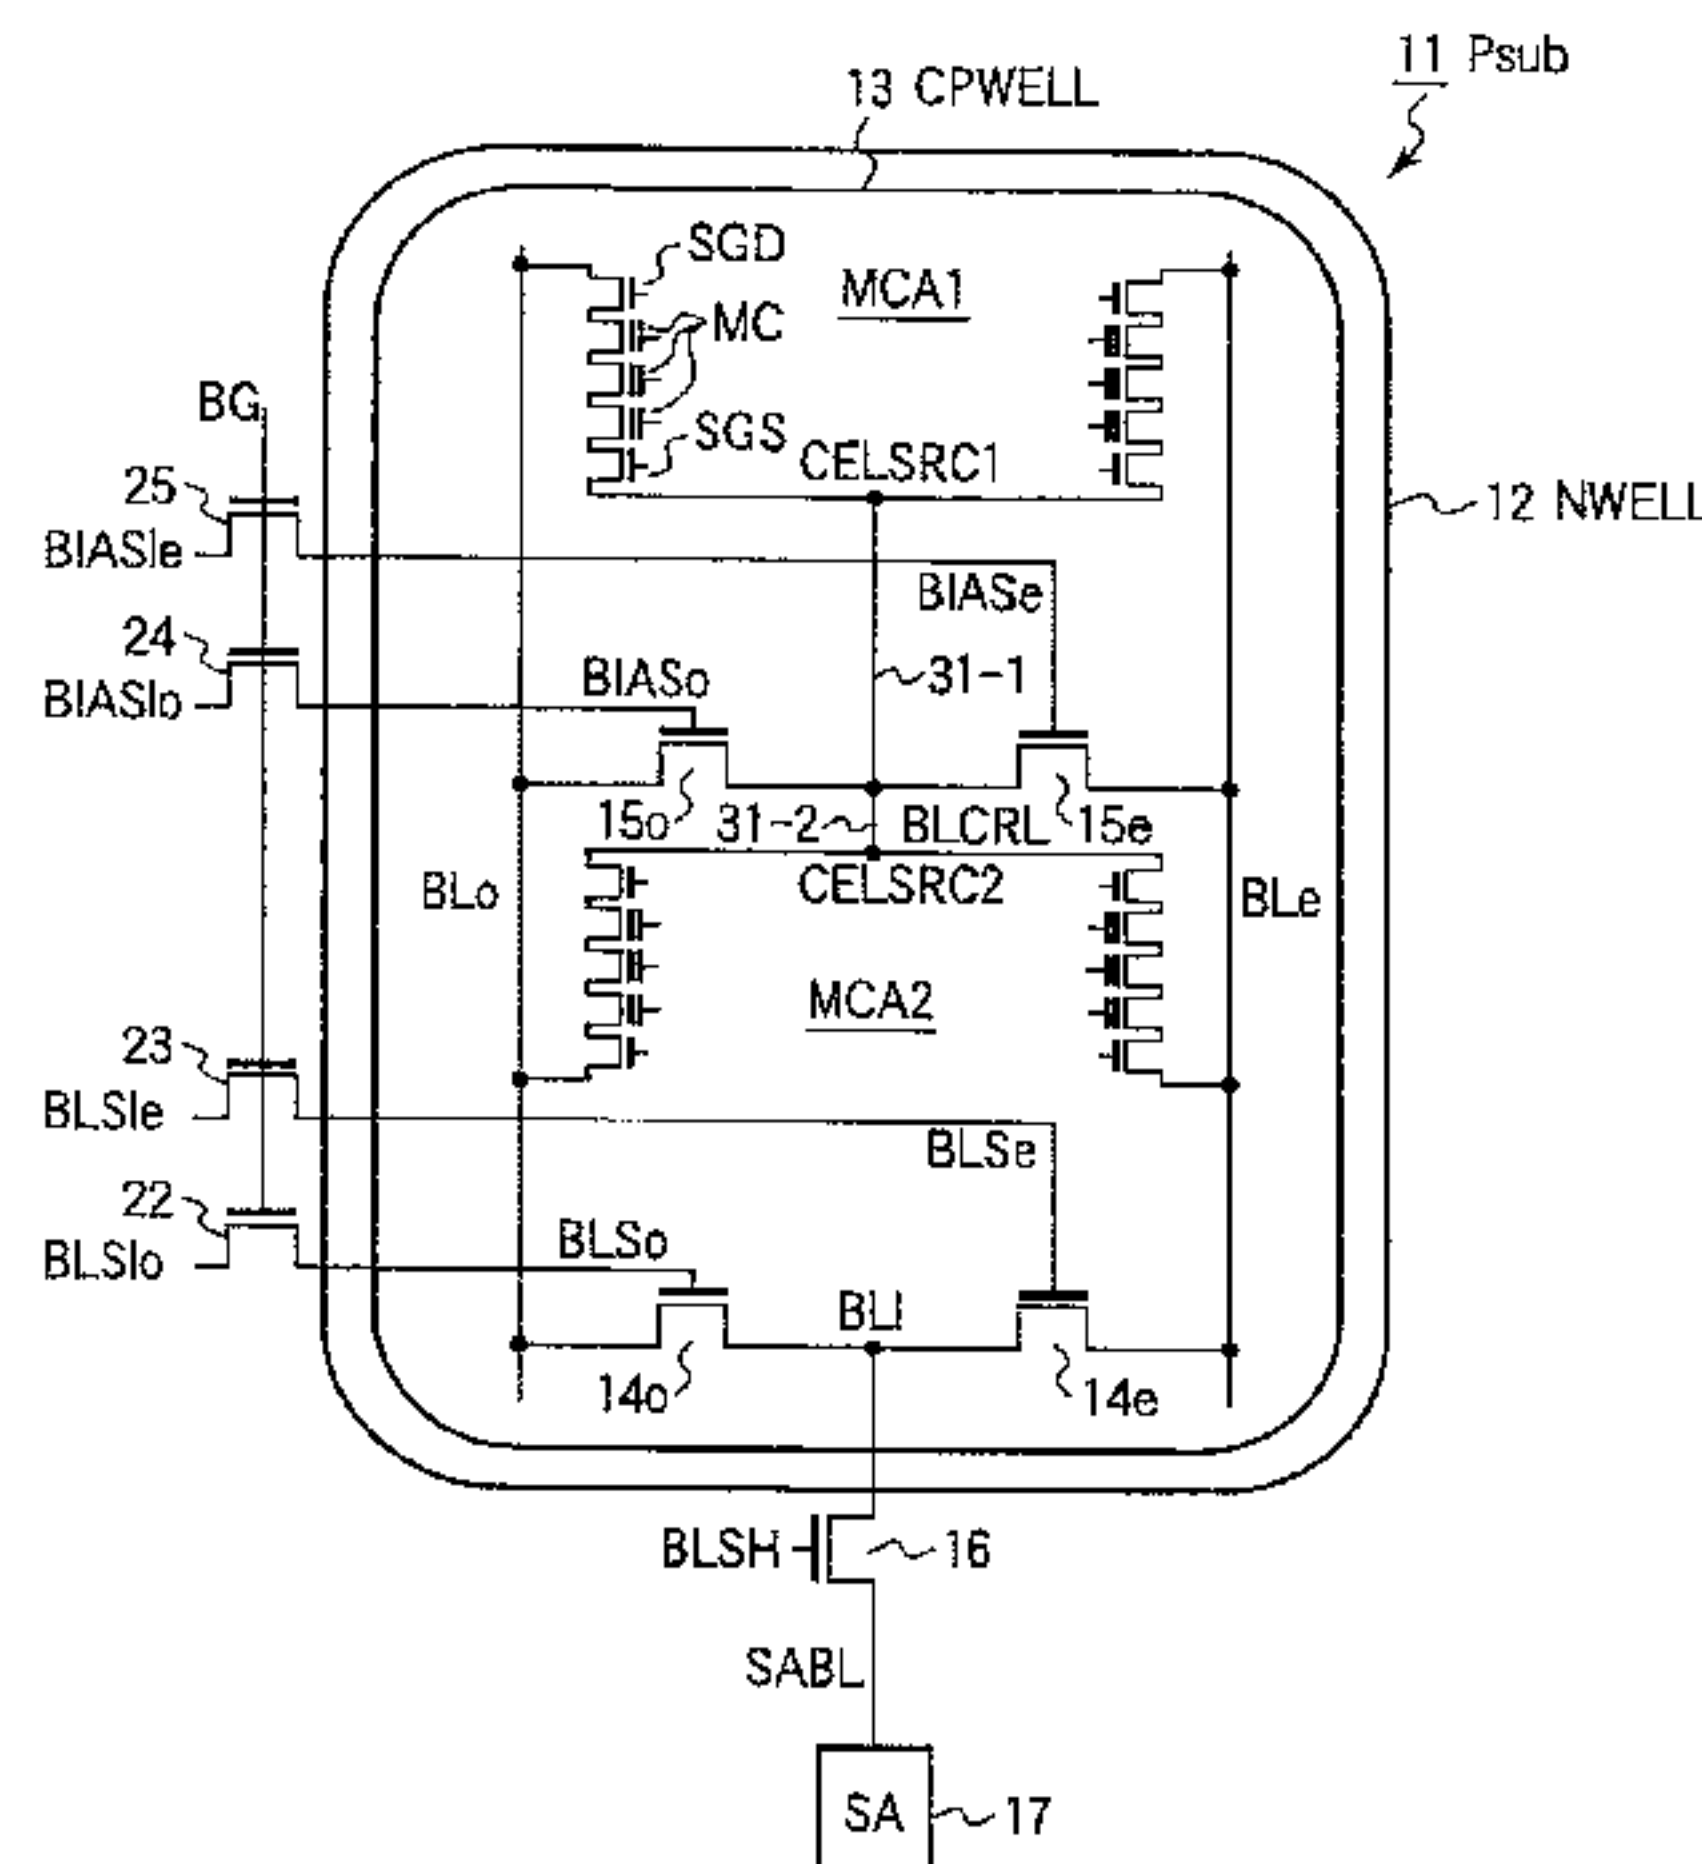 11 Psub
13 CPWELL
SGD
MCA1
MC
BG
SGS
CELSRC1
25
12 NWELL
BIASIe
BIASe
24
BIASo
31-1
BIASIo
15o
31-2
BLCRL
15e
BLo
CELSRC2
BLe
MCA2
23
BLSIe
BLSe
22
BLSo
BLSIo
BLI
14o
14e
BLSH
16
SABL
SA
17